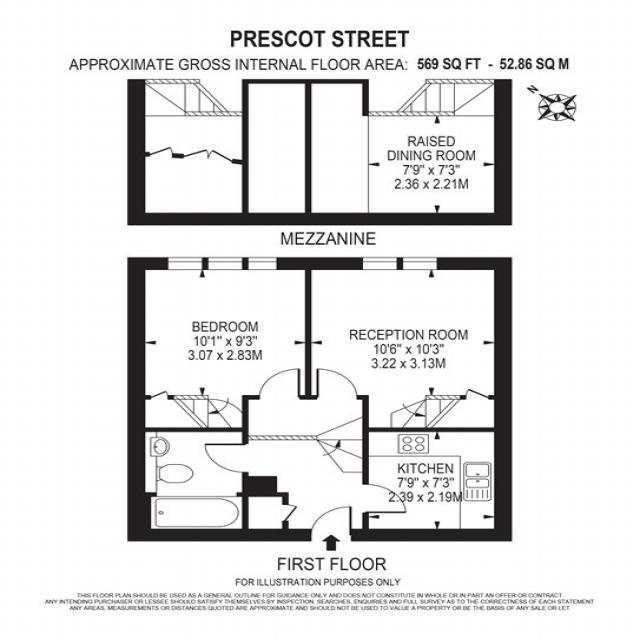 PRESCOT STREET
APPROXIMATE GROSS INTERNAL FLOOR AREA: 569 SQ FT - 52.86 SQ M
N
RAISED
DINING ROOM
7'9" x 7'3"
2.36 x 2.21M
MEZZANINE
BEDROOM
10'1" x 9'3"
3.07 x 2.83M
RECEPTION ROOM
10'6" x 10'3"
3.22 x 3.13M
KITCHEN
7'9" x 7'3"
2.39 x 2.19M
FIRST FLOOR
FOR ILLUSTRATION PURPOSES ONLY
THIS FLOOR PLAN SHOULD BE USED AS A GENERAL OUTLINE FOR GUIDANCE ONLY AND DOES NOT CONSTITUTE IN WHOLE OR IN PART AN OFFER OR CONTRACT.
ANY INTENDING PURCHASER OR LESSEE SHOULD SATISFY THEMSELVES BY INSPECTION, SEARCHES, ENQUIRIES AND FULL SURVEY AS TO THE CORRECTNESS OF EACH STATEMENT.
ANY AREAS, MEASUREMENTS OR DISTANCES QUOTED ARE APPROXIMATE AND SHOULD NOT BE USED TO VALUE A PROPERTY OR BE THE BASIS OF ANY SALE OR LET.